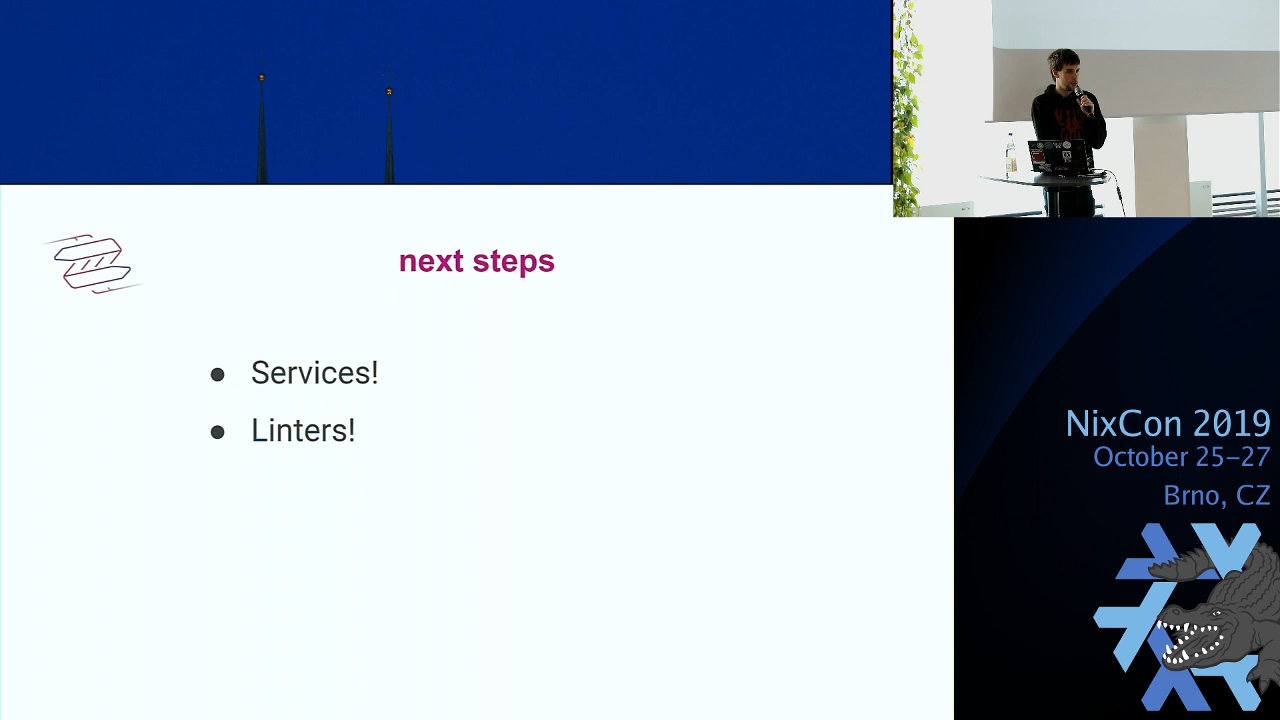 next steps
● Services!
● Linters!
NixCon 2019
October 25–27
Brno, CZ